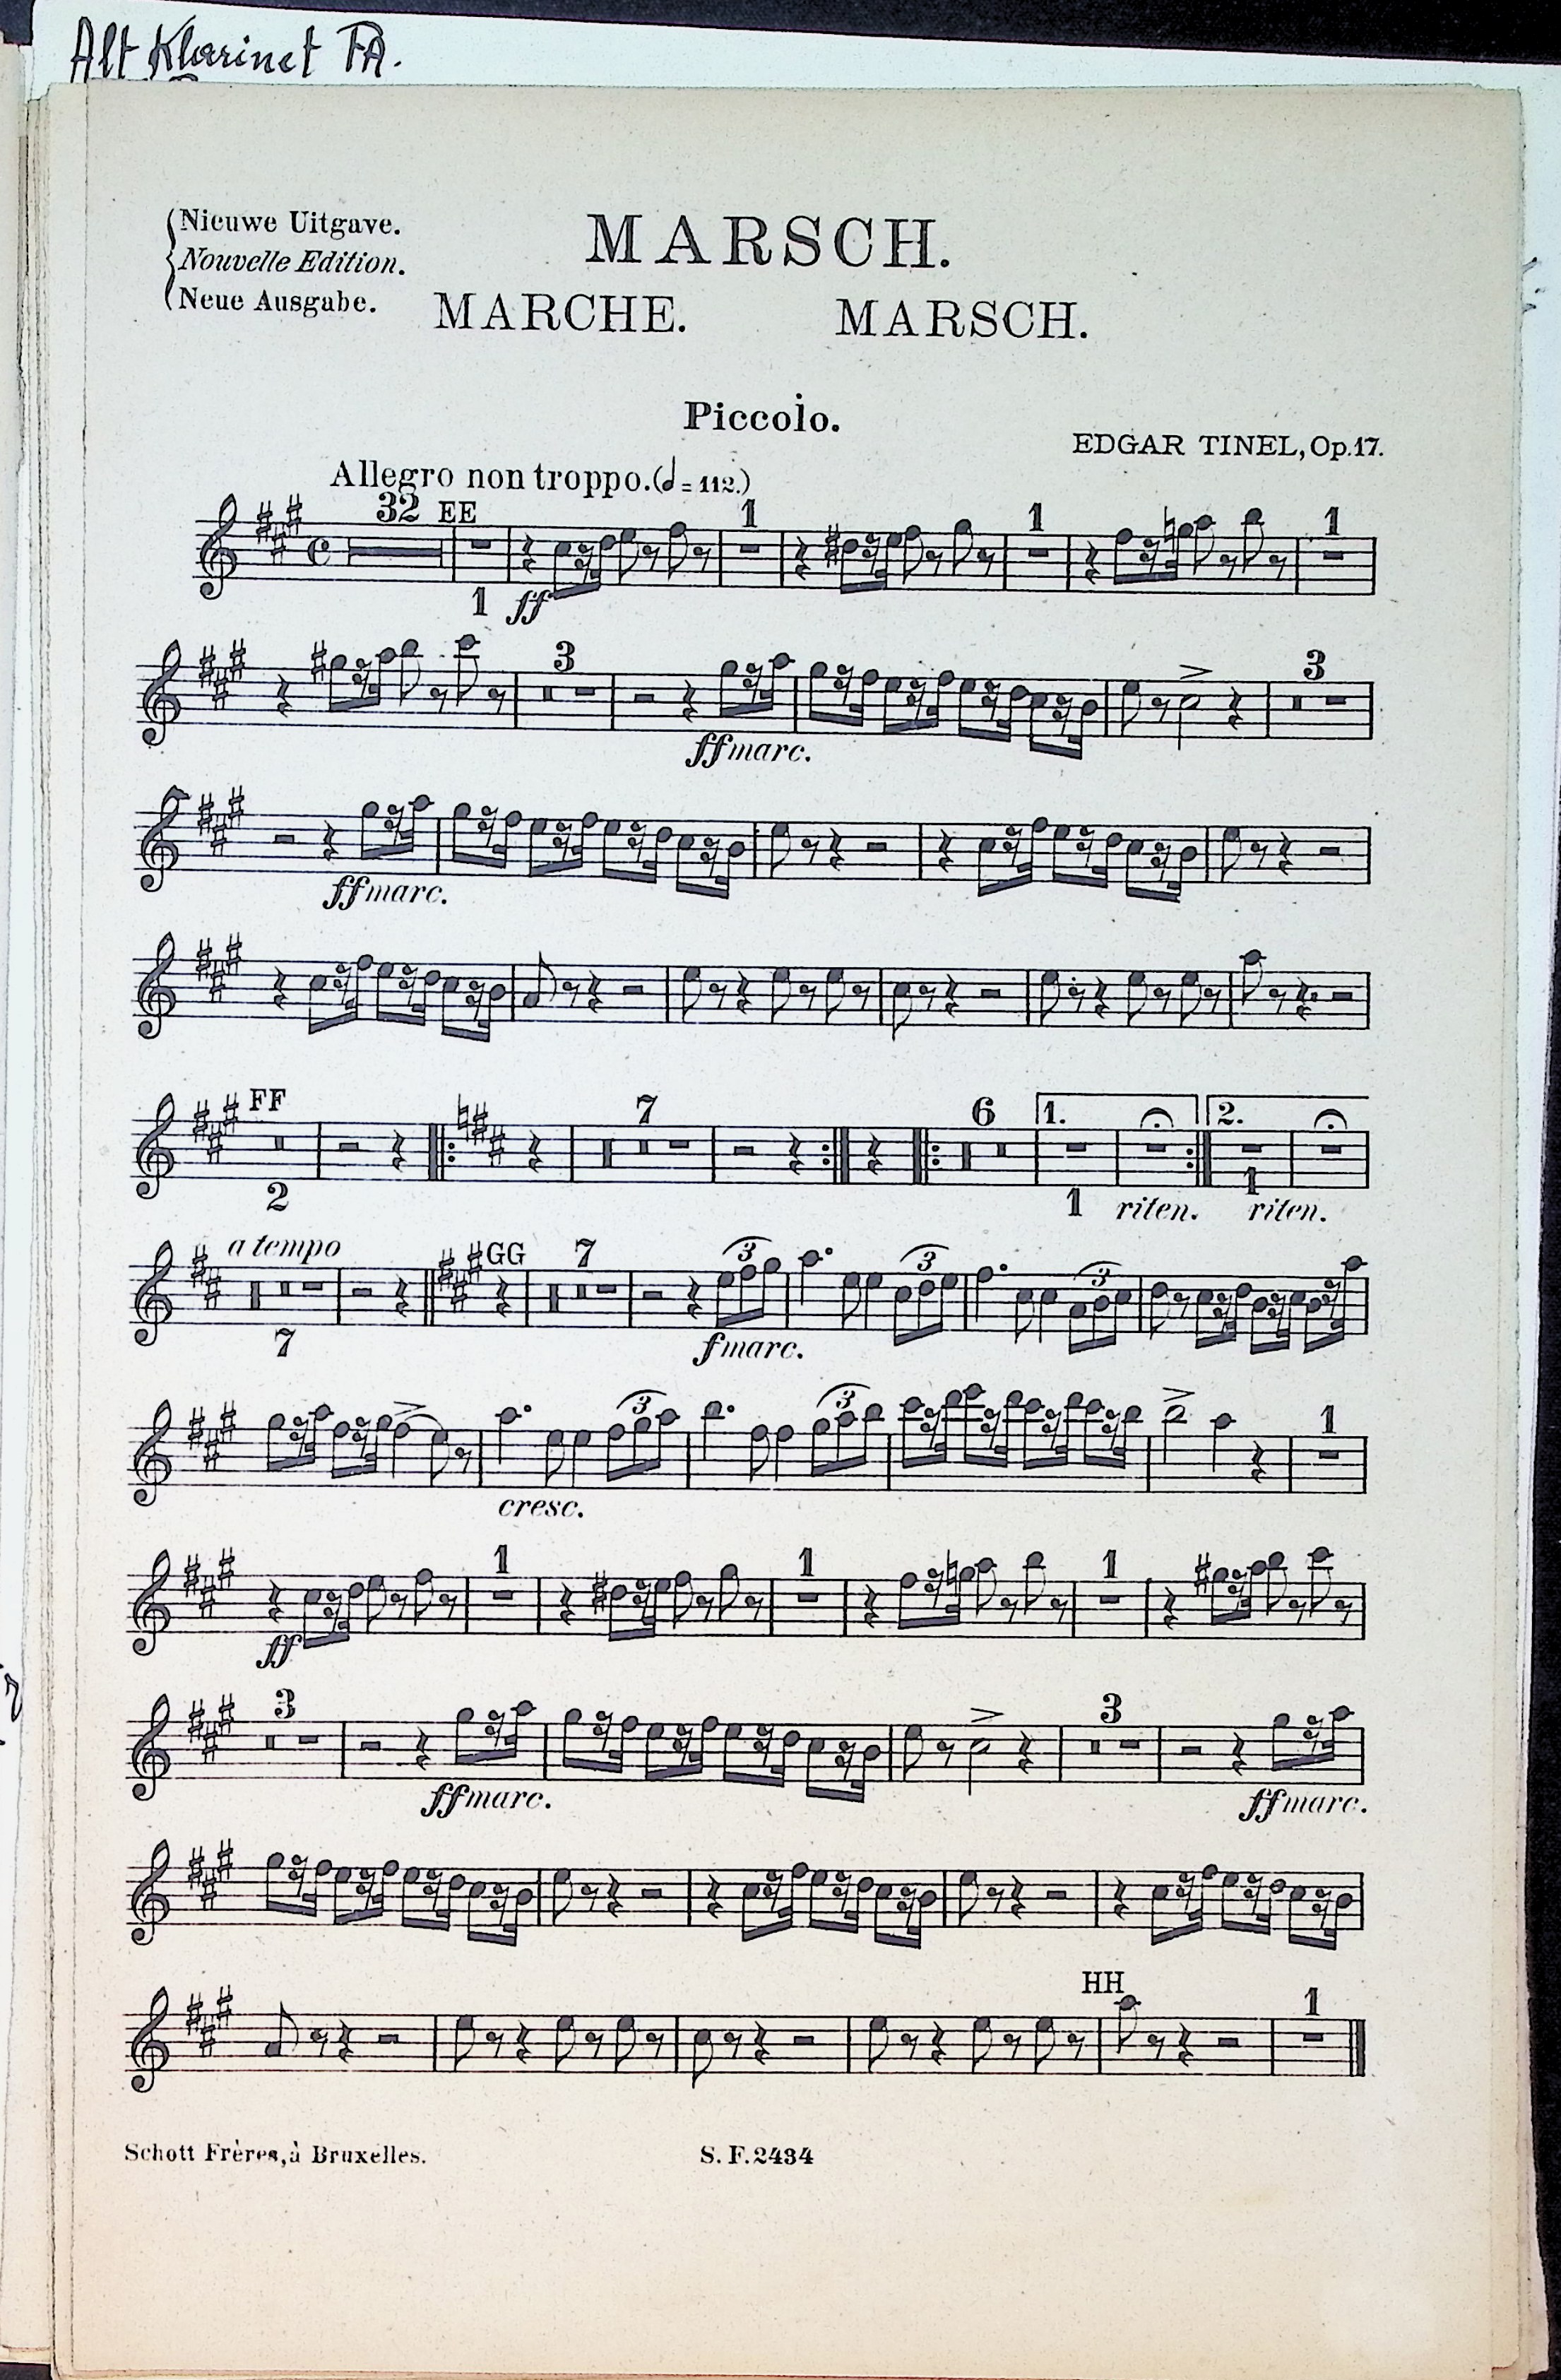 Alt Klarinet FA.
Nieuwe Uitgave.
Nouvelle Edition.
Neue Ausgabe.
MARSCH.
MARCHE. MARSCH.
Piccolo.
EDGAR TINEL, Op.17.
Allegro non troppo. (𝅗𝅥 = 112.)
32 EE 1 1 1
1 ff
3 3
ff marc.
ff marc.
FF 7 6 1. 2.
2 1 riten. 1 riten.
a tempo GG 7 3 3 3
7 f marc.
3 3 1
cresc.
1 1 1
ff
3 3
ff marc. ff marc.
HH 1
Schott Frères, à Bruxelles. S. F. 2434